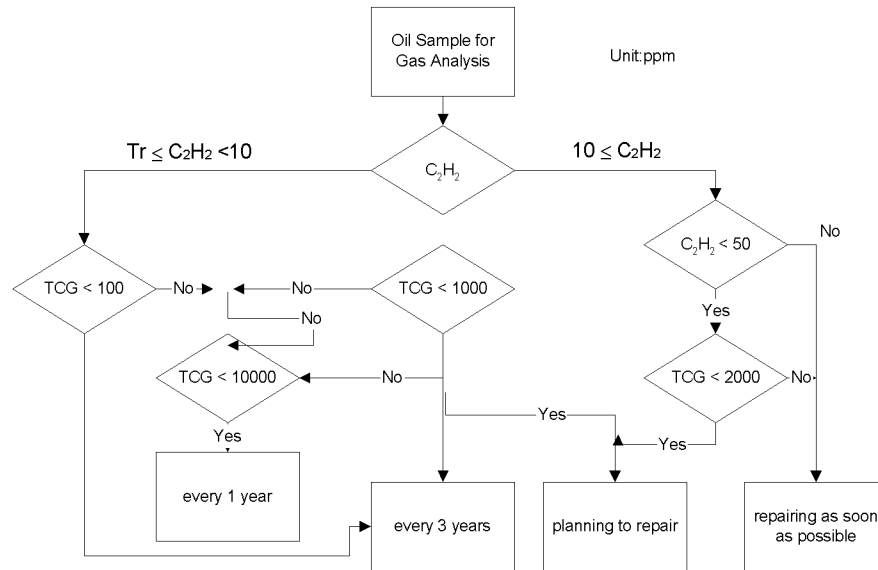 Oil Sample for
Gas Analysis
Unit:ppm
Tr ≤ C₂H₂ <10
10 ≤ C₂H₂
C₂H₂
No
C₂H₂ < 50
TCG < 100
No
No
TCG < 1000
Yes
No
TCG < 10000
No
TCG < 2000
No
Yes
Yes
Yes
every 1 year
every 3 years
planning to repair
repairing as soon
as possible